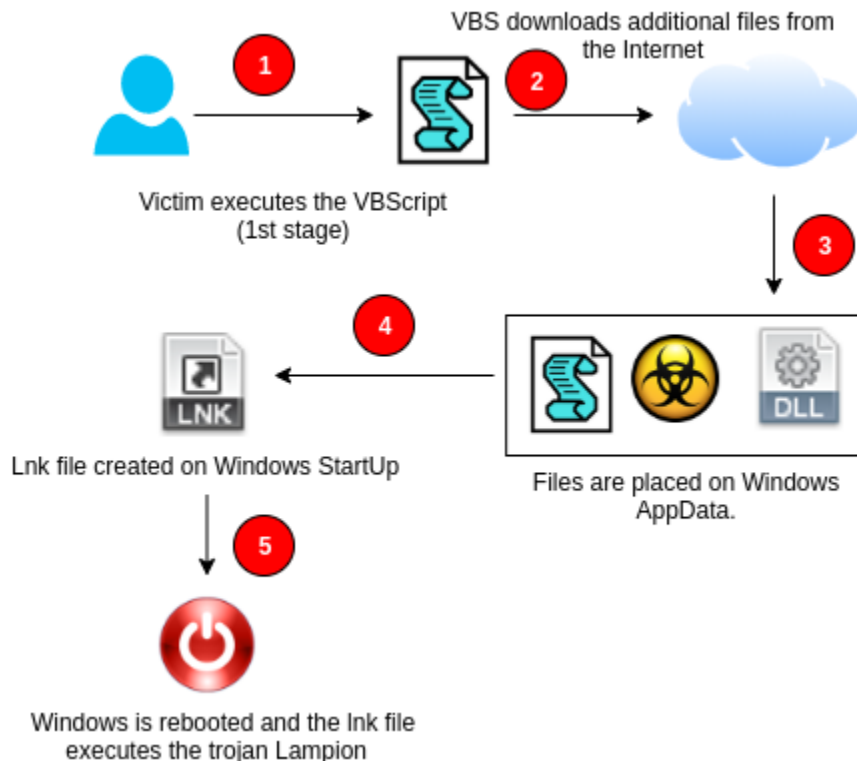 VBS downloads additional files from
the Internet
1
2
Victim executes the VBScript
(1st stage)
3
4
LNK
DLL
Lnk file created on Windows StartUp
Files are placed on Windows
AppData.
5
Windows is rebooted and the lnk file
executes the trojan Lampion